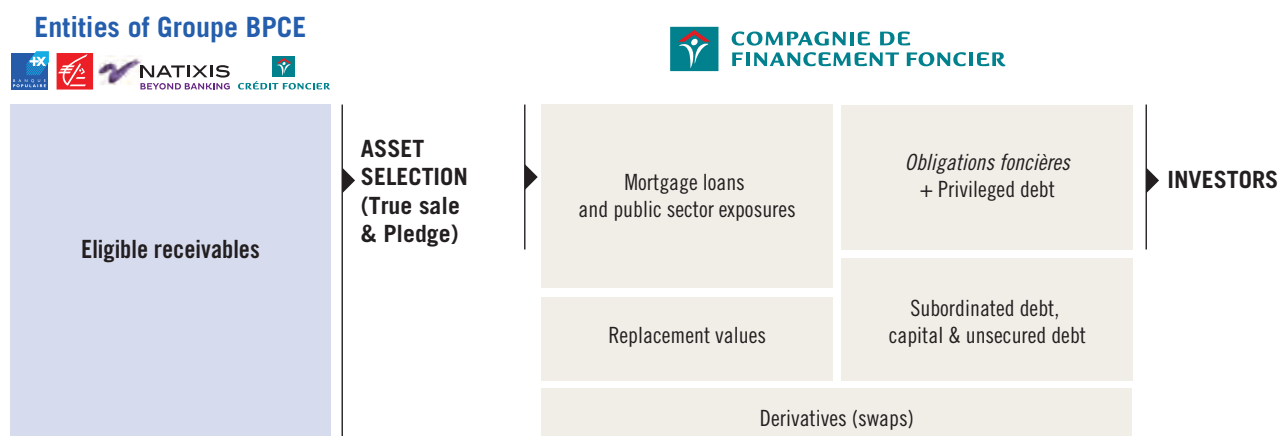 Entities of Groupe BPCE
BANQUE
POPULAIRE
NATIXIS
BEYOND BANKING
CRÉDIT FONCIER
COMPAGNIE DE
FINANCEMENT FONCIER
Eligible receivables
ASSET
SELECTION
(True sale
& Pledge)
Mortgage loans
and public sector exposures
Replacement values
Obligations foncières
+ Privileged debt
Subordinated debt,
capital & unsecured debt
Derivatives (swaps)
INVESTORS